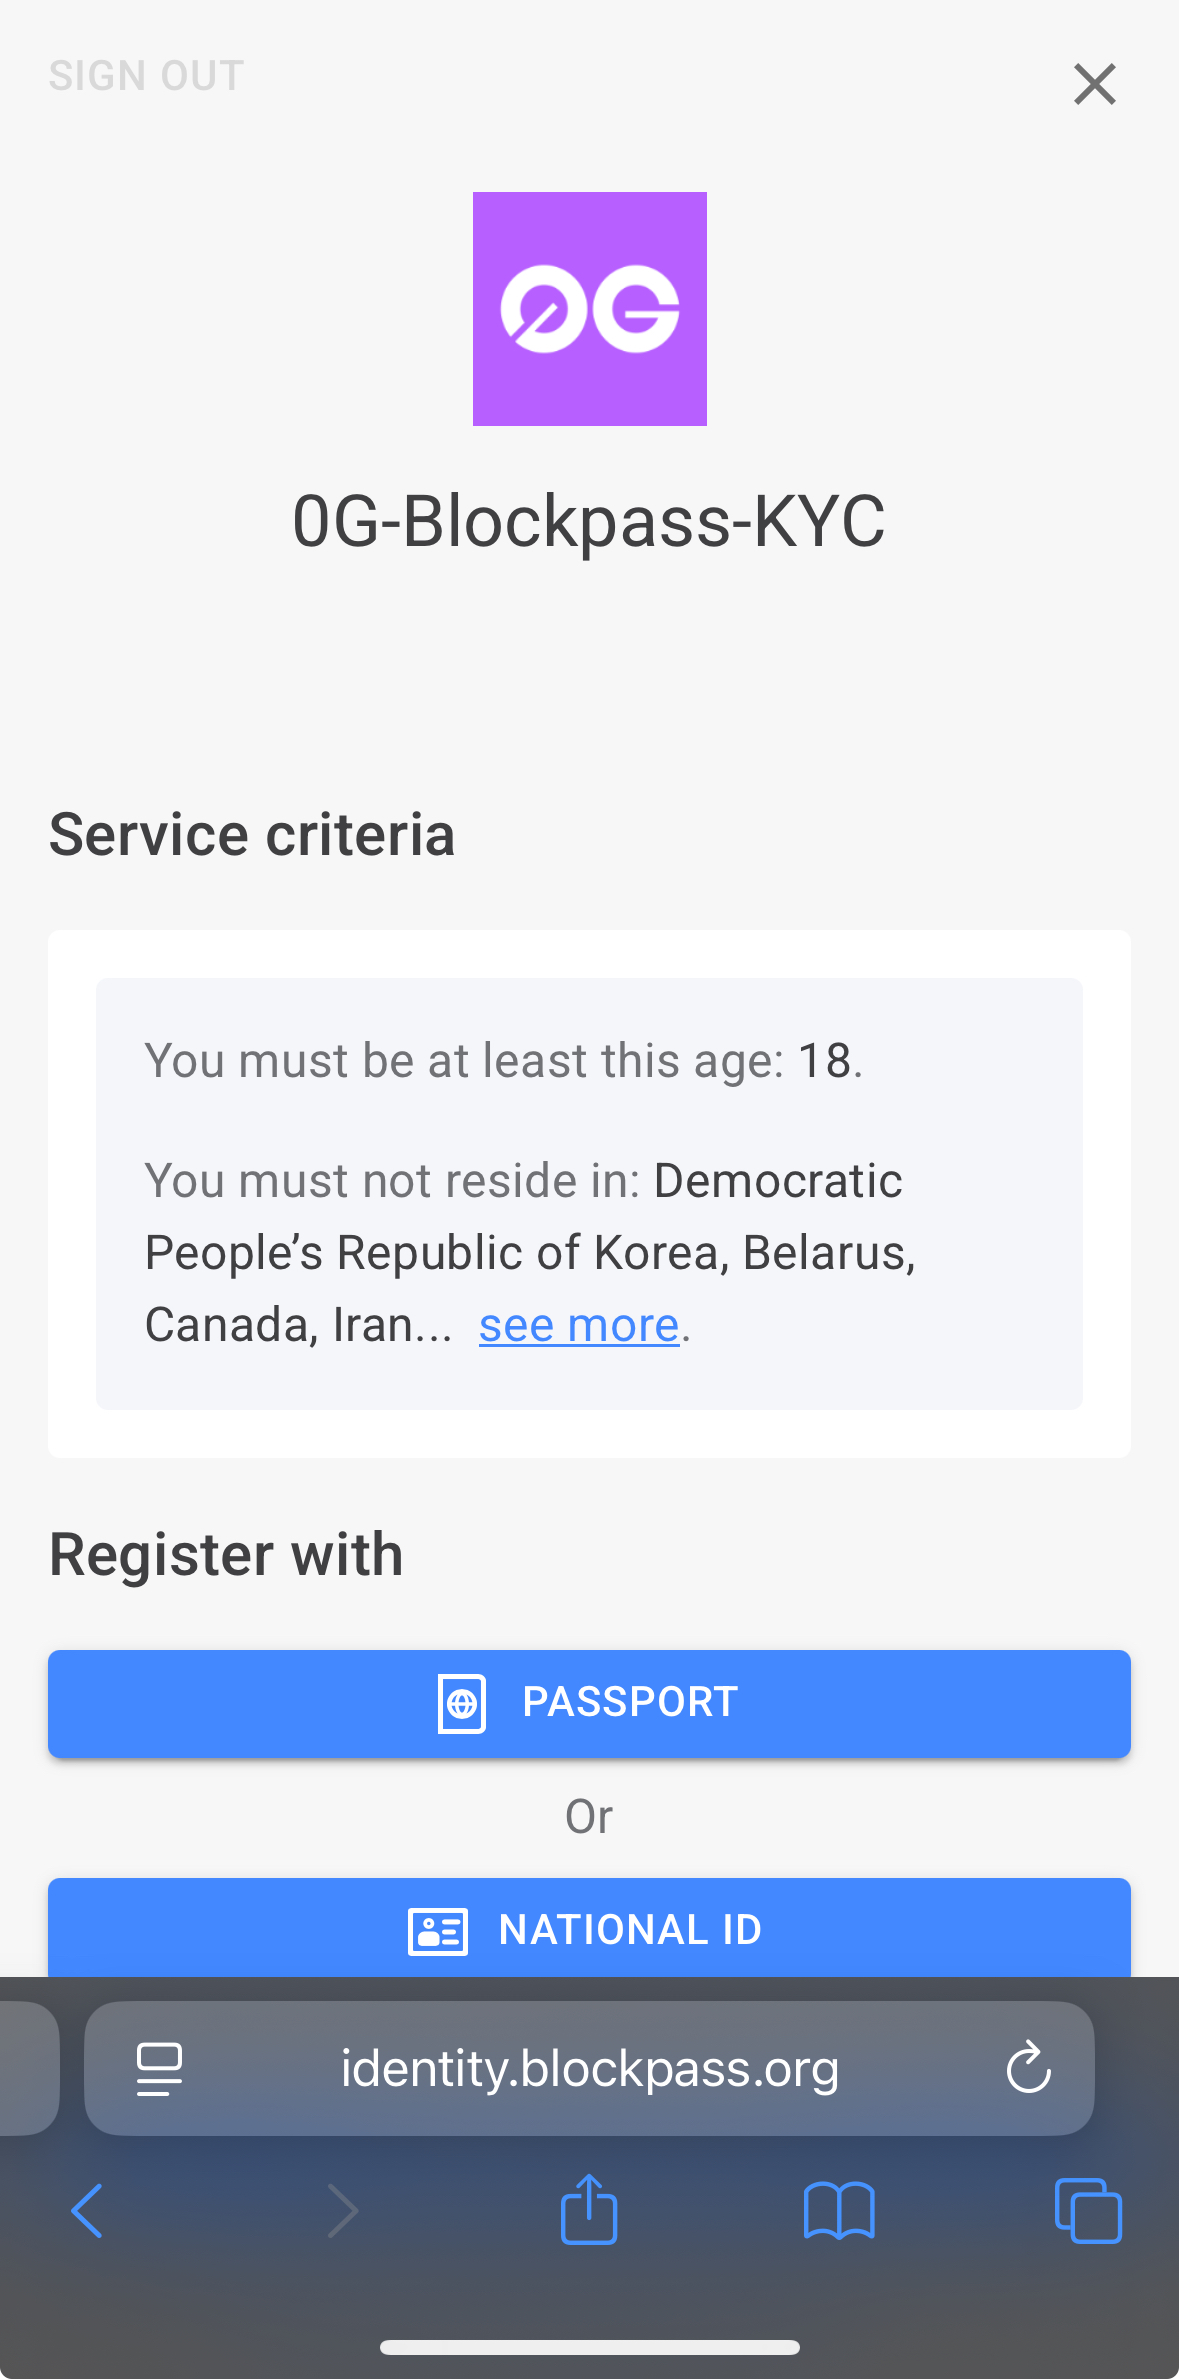 SIGN OUT
0G
0G-Blockpass-KYC
Service criteria
You must be at least this age: 18.
You must not reside in: Democratic
People’s Republic of Korea, Belarus,
Canada, Iran... see more.
Register with
PASSPORT
Or
NATIONAL ID
identity.blockpass.org